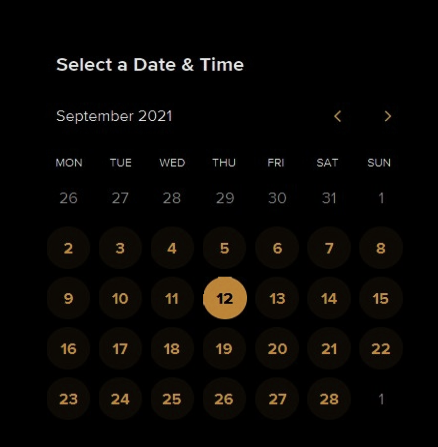 Select a Date & Time
September 2021 < >
MON TUE WED THU FRI SAT SUN
26 27 28 29 30 31 1
2 3 4 5 6 7 8
9 10 11 12 13 14 15
16 17 18 19 20 21 22
23 24 25 26 27 28 1